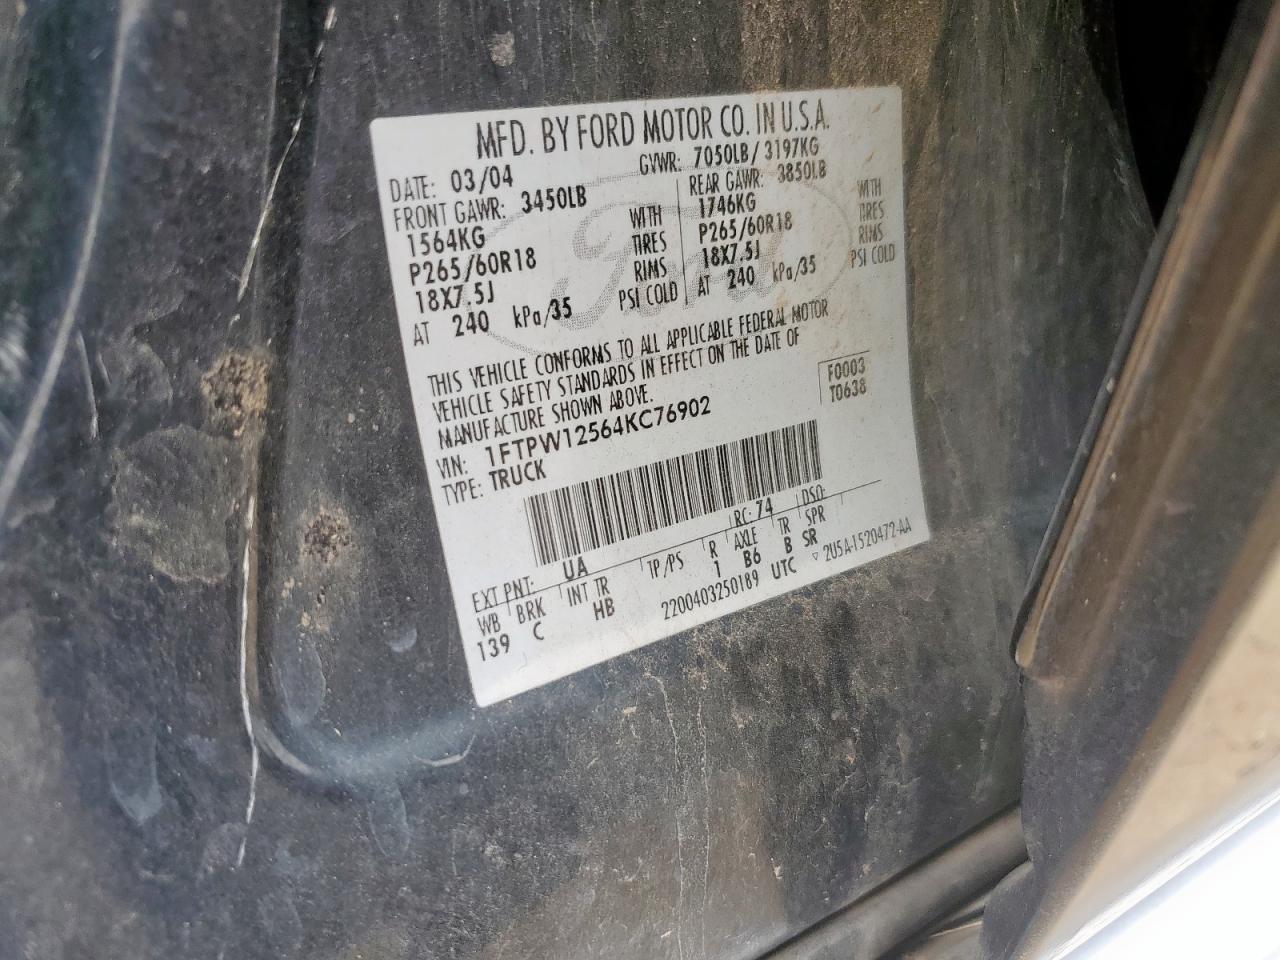 MFD. BY FORD MOTOR CO. IN U.S.A.
DATE: 03/04 GVWR: 7050LB/3197KG
FRONT GAWR: 3450LB REAR GAWR: 3850LB
1564KG WITH 1746KG WITH
P265/60R18 TIRES P265/60R18 TIRES
18X7.5J RIMS 18X7.5J RIMS
AT 240 kPa/35 PSI COLD AT 240 kPa/35 PSI COLD
Ford
THIS VEHICLE CONFORMS TO ALL APPLICABLE FEDERAL MOTOR
VEHICLE SAFETY STANDARDS IN EFFECT ON THE DATE OF
MANUFACTURE SHOWN ABOVE.
F0003
T0638
VIN: 1FTPW12564KC76902
TYPE: TRUCK
EXT PNT: UA RC: 74 DSO:
WB BRK INT TR TP/PS R AXLE TR SPR
139 C HB 1 B6 B SR
2200403250189 UTC ▽ 2U5A-1520472-AA